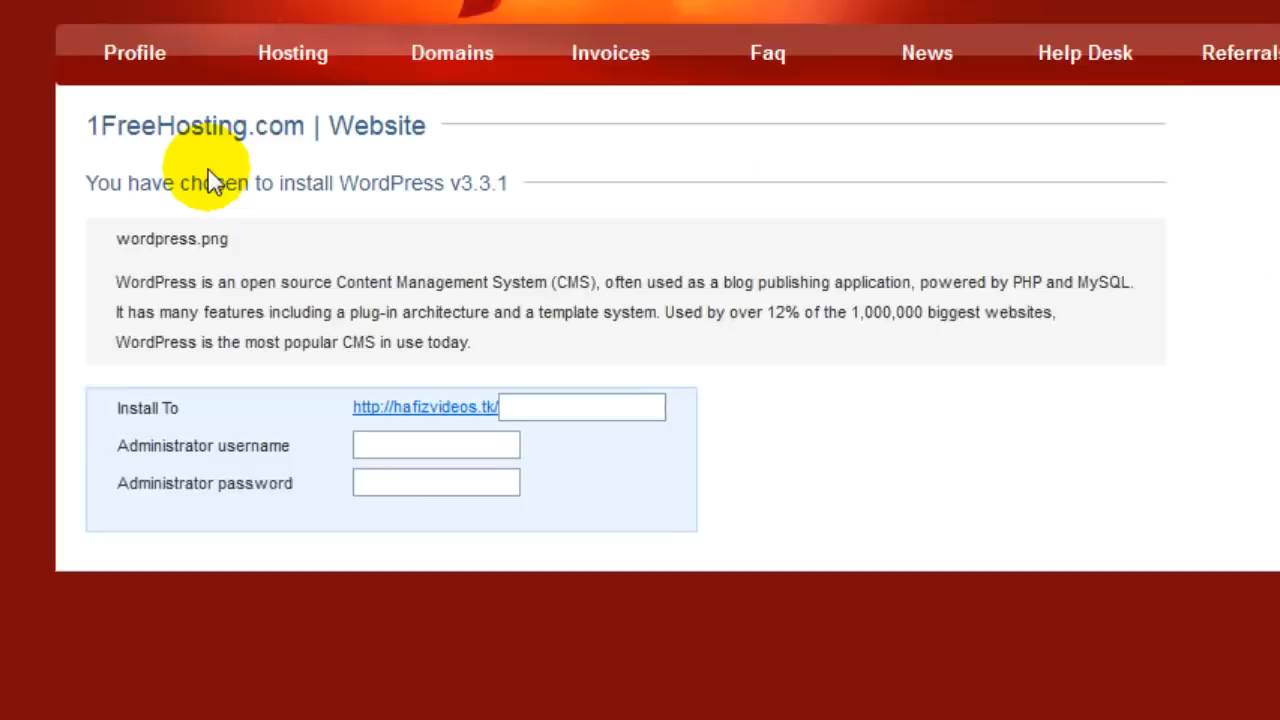 Profile Hosting Domains Invoices Faq News Help Desk Referrals
1FreeHosting.com | Website
You have chosen to install WordPress v3.3.1
wordpress.png
WordPress is an open source Content Management System (CMS), often used as a blog publishing application, powered by PHP and MySQL.
It has many features including a plug-in architecture and a template system. Used by over 12% of the 1,000,000 biggest websites,
WordPress is the most popular CMS in use today.
Install To http://hafizvideos.tk/
Administrator username
Administrator password